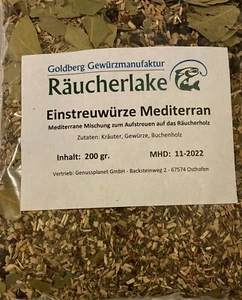 Goldberg Gewürzmanufaktur
Räucherlake
Einstreuwürze Mediterran
Mediterrane Mischung zum Aufstreuen auf das Räucherholz
Zutaten: Kräuter, Gewürze, Buchenholz
Inhalt: 200 gr. MHD: 11-2022
Vertrieb: Genussplanet GmbH - Backsteinweg 2 - 67574 Osthofen